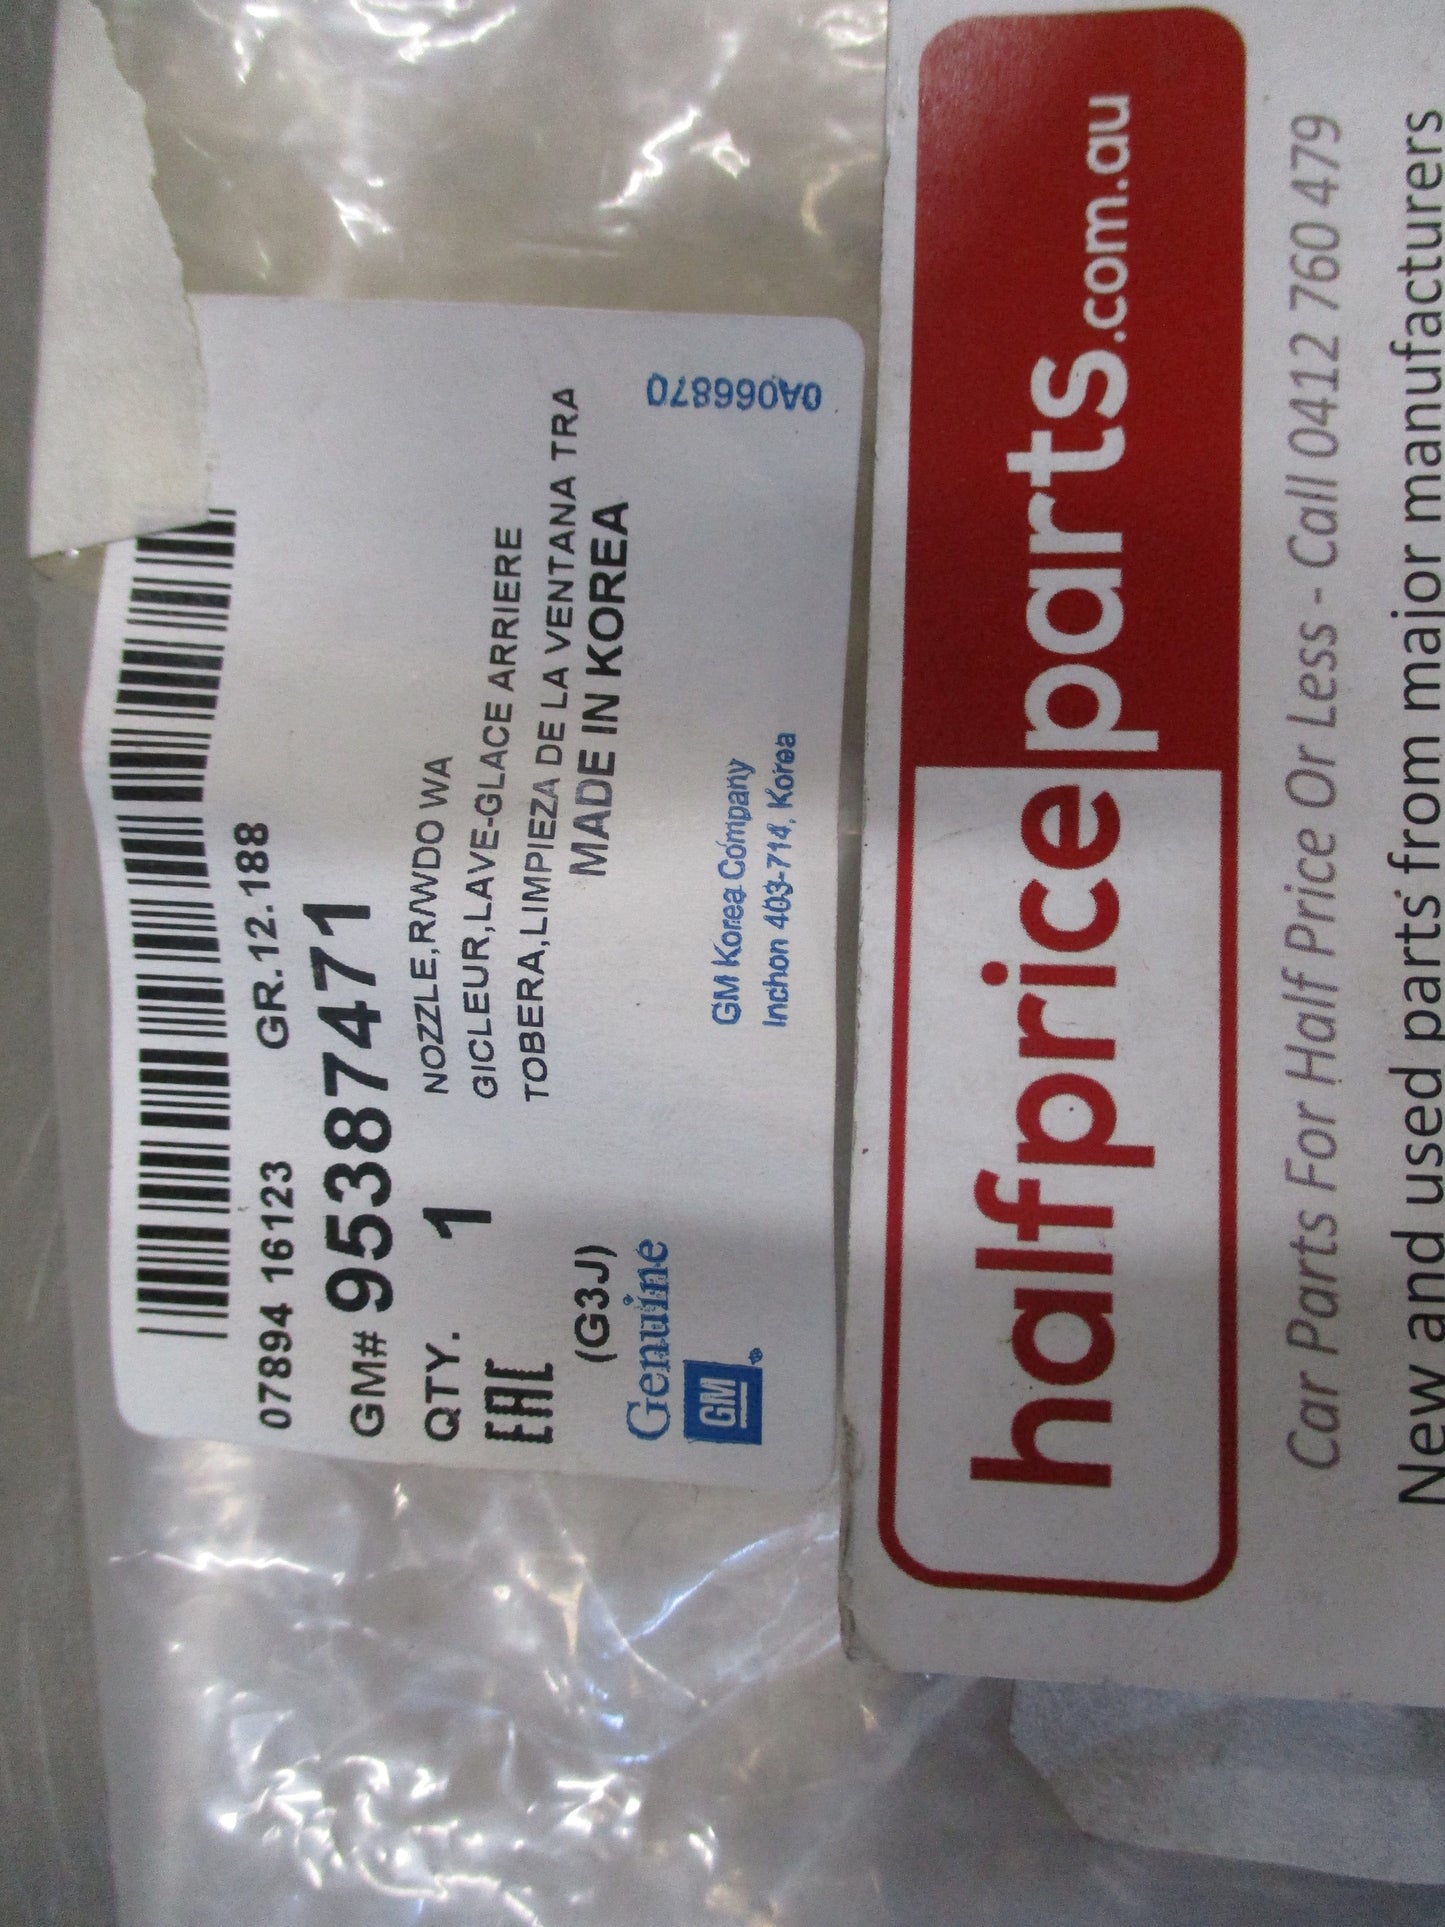 07894 16123 GR.12.188
GM# 95387471
QTY. 1
NOZZLE,R/WDO WA
GICLEUR,LAVE-GLACE ARRIERE
TOBERA,LIMPIEZA DE LA VENTANA TRA
MADE IN KOREA
EAC
(G3J)
Genuine
GM
GM Korea Company
Inchon 403-714, Korea
0A066870
halfpriceparts.com.au
Car Parts For Half Price Or Less - Call 0412 760 479
New and used parts from major manufacturers